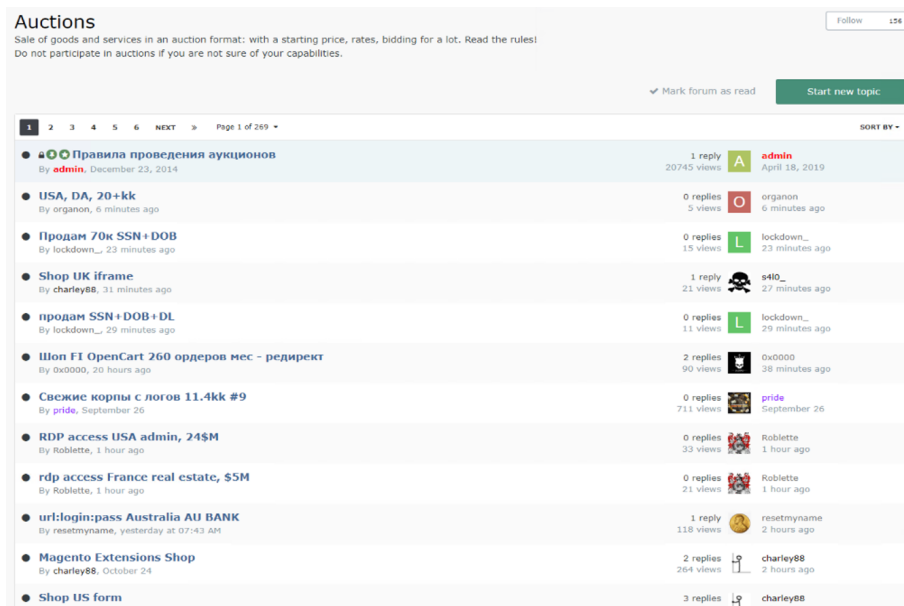 Auctions
Follow 156
Sale of goods and services in an auction format: with a starting price, rates, bidding for a lot. Read the rules!
Do not participate in auctions if you are not sure of your capabilities.
Mark forum as read
Start new topic
1 2 3 4 5 6 NEXT » Page 1 of 269
SORT BY
Правила проведения аукционов
By admin, December 23, 2014
1 reply
20745 views
A
admin
April 18, 2019
USA, DA, 20+kk
By organon, 6 minutes ago
0 replies
5 views
O
organon
6 minutes ago
Продам 70к SSN+DOB
By lockdown_, 23 minutes ago
0 replies
15 views
L
lockdown_
23 minutes ago
Shop UK iframe
By charley88, 31 minutes ago
1 reply
21 views
s4l0_
27 minutes ago
продам SSN+DOB+DL
By lockdown_, 29 minutes ago
0 replies
11 views
L
lockdown_
29 minutes ago
Шоп FI OpenCart 260 ордеров мес - редирект
By 0x0000, 20 hours ago
2 replies
90 views
0x0000
38 minutes ago
Свежие корпы с логов 11.4kk #9
By pride, September 26
0 replies
711 views
pride
September 26
RDP access USA admin, 24$M
By Roblette, 1 hour ago
0 replies
33 views
Roblette
1 hour ago
rdp access France real estate, $5M
By Roblette, 1 hour ago
0 replies
21 views
Roblette
1 hour ago
url:login:pass Australia AU BANK
By resetmyname, yesterday at 07:43 AM
1 reply
118 views
resetmyname
2 hours ago
Magento Extensions Shop
By charley88, October 24
2 replies
264 views
charley88
2 hours ago
Shop US form
3 replies
charley88